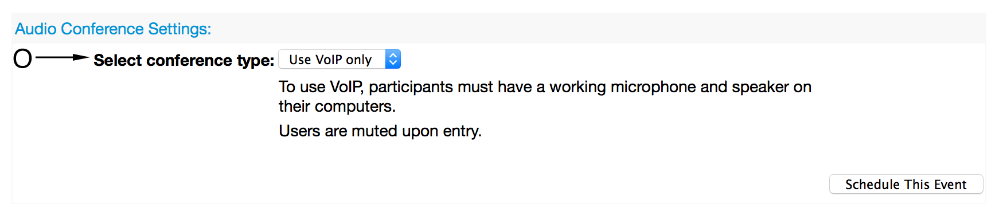 Audio Conference Settings:
O Select conference type: Use VoIP only
To use VoIP, participants must have a working microphone and speaker on
their computers.
Users are muted upon entry.
Schedule This Event